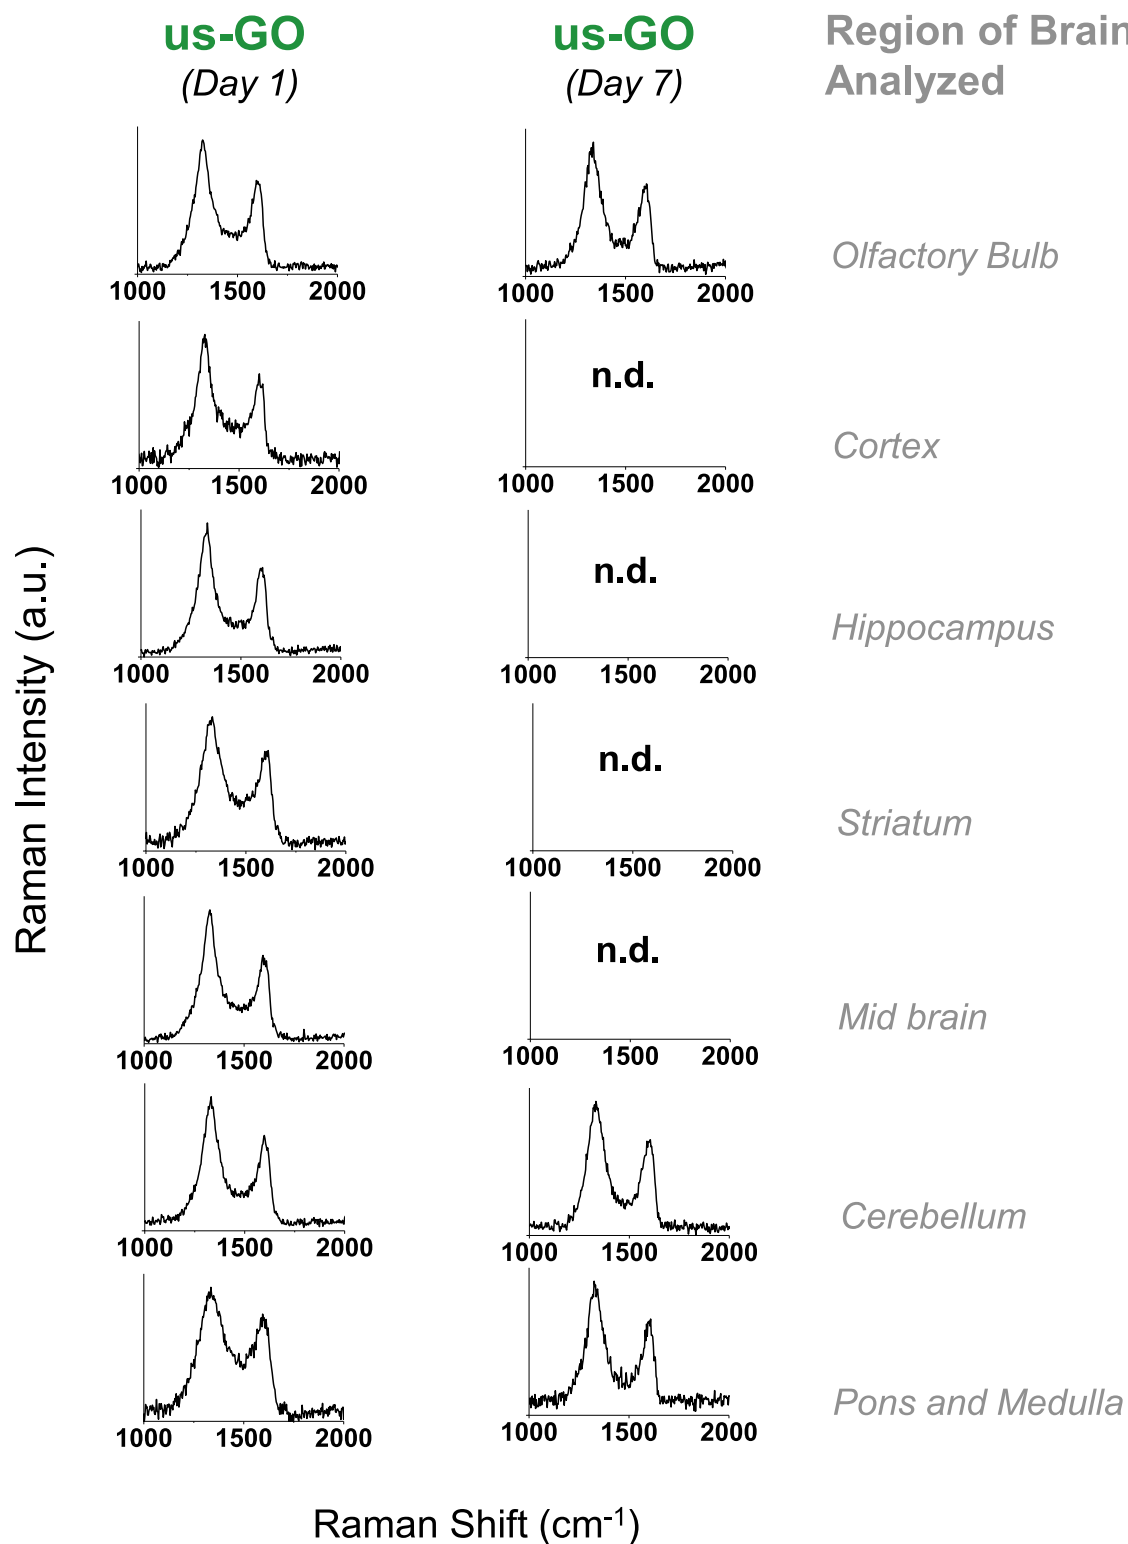 us-GO us-GO Region of Brain
(Day 1) (Day 7) Analyzed
1000 1500 2000 1000 1500 2000 Olfactory Bulb
n.d.
1000 1500 2000 1000 1500 2000 Cortex
n.d.
1000 1500 2000 1000 1500 2000 Hippocampus
n.d.
1000 1500 2000 1000 1500 2000 Striatum
n.d.
1000 1500 2000 1000 1500 2000 Mid brain
1000 1500 2000 1000 1500 2000 Cerebellum
1000 1500 2000 1000 1500 2000 Pons and Medulla
Raman Intensity (a.u.)
Raman Shift (cm⁻¹)